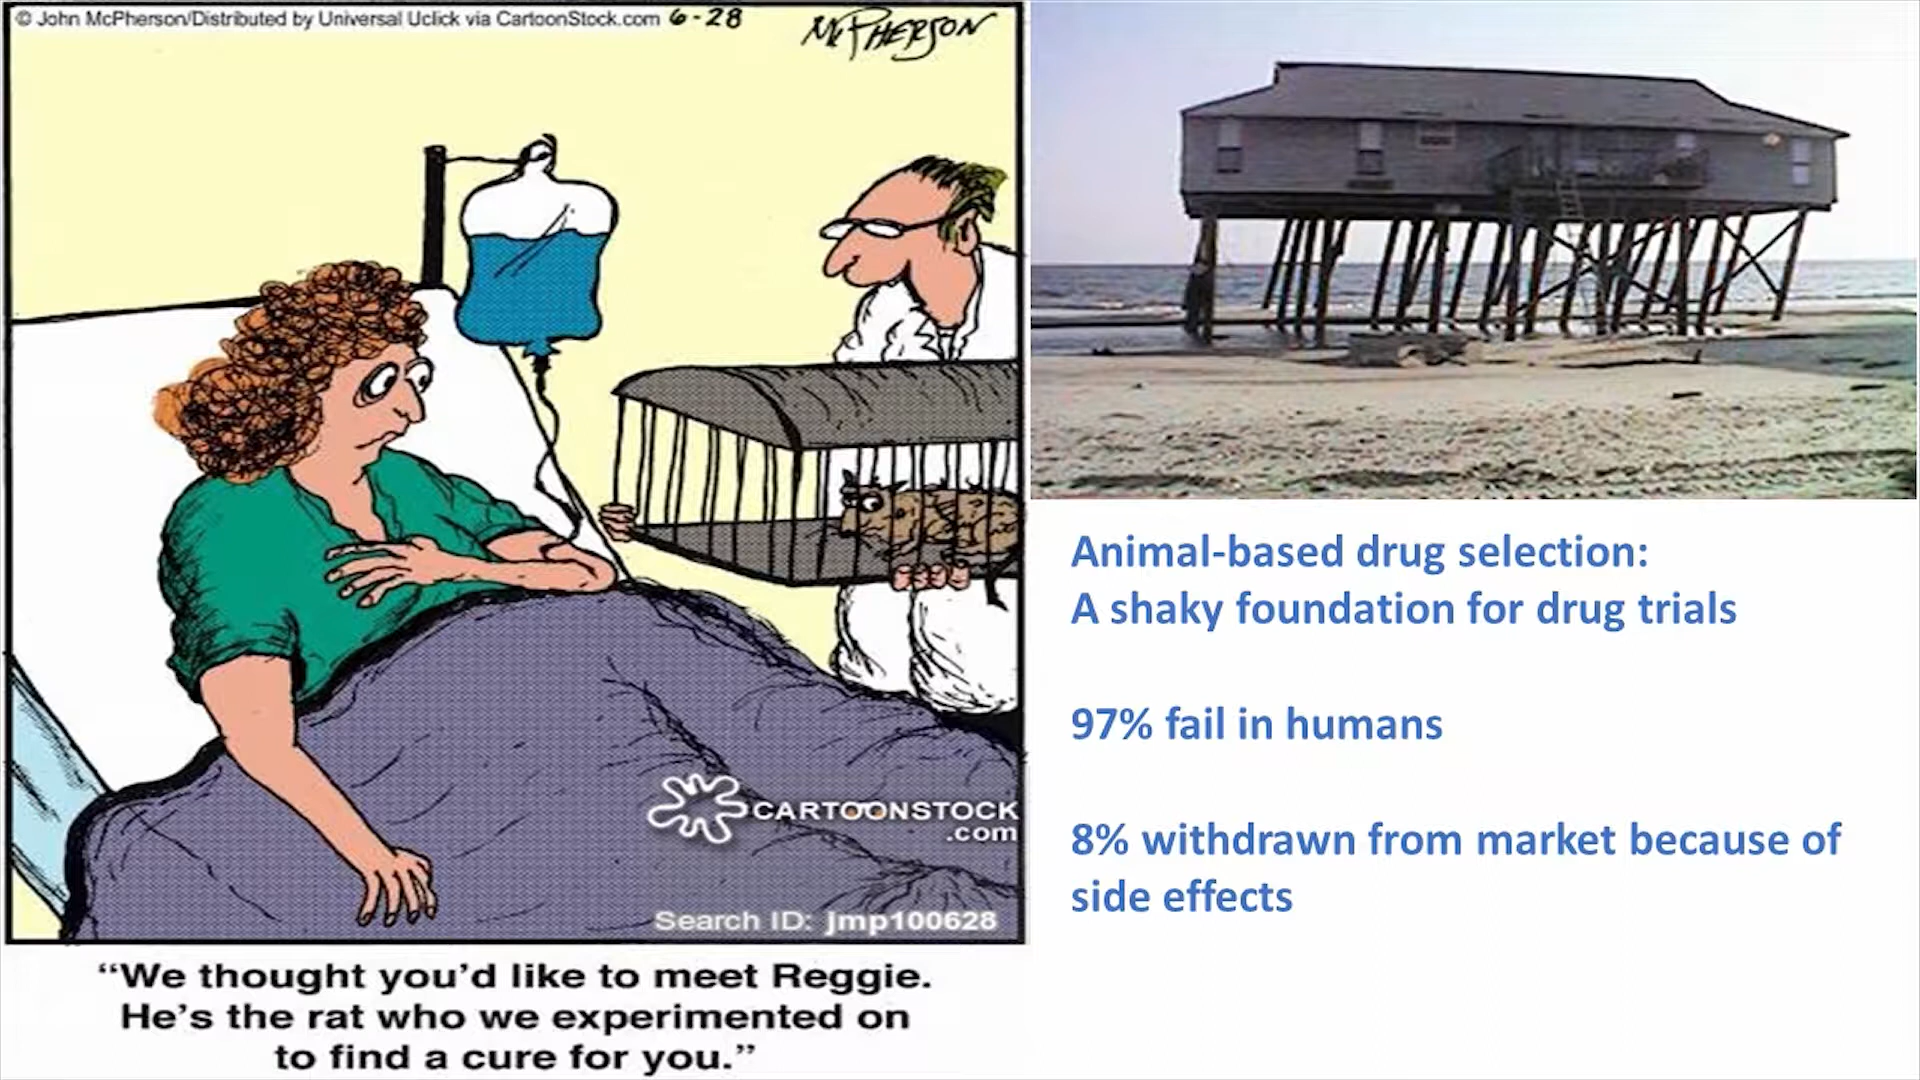 © John McPherson/Distributed by Universal Uclick via CartoonStock.com 6-28
McPHERSON
CARTOONSTOCK
.com
Search ID: jmp100628
“We thought you’d like to meet Reggie.
He’s the rat who we experimented on
to find a cure for you.”
Animal-based drug selection:
A shaky foundation for drug trials
97% fail in humans
8% withdrawn from market because of
side effects